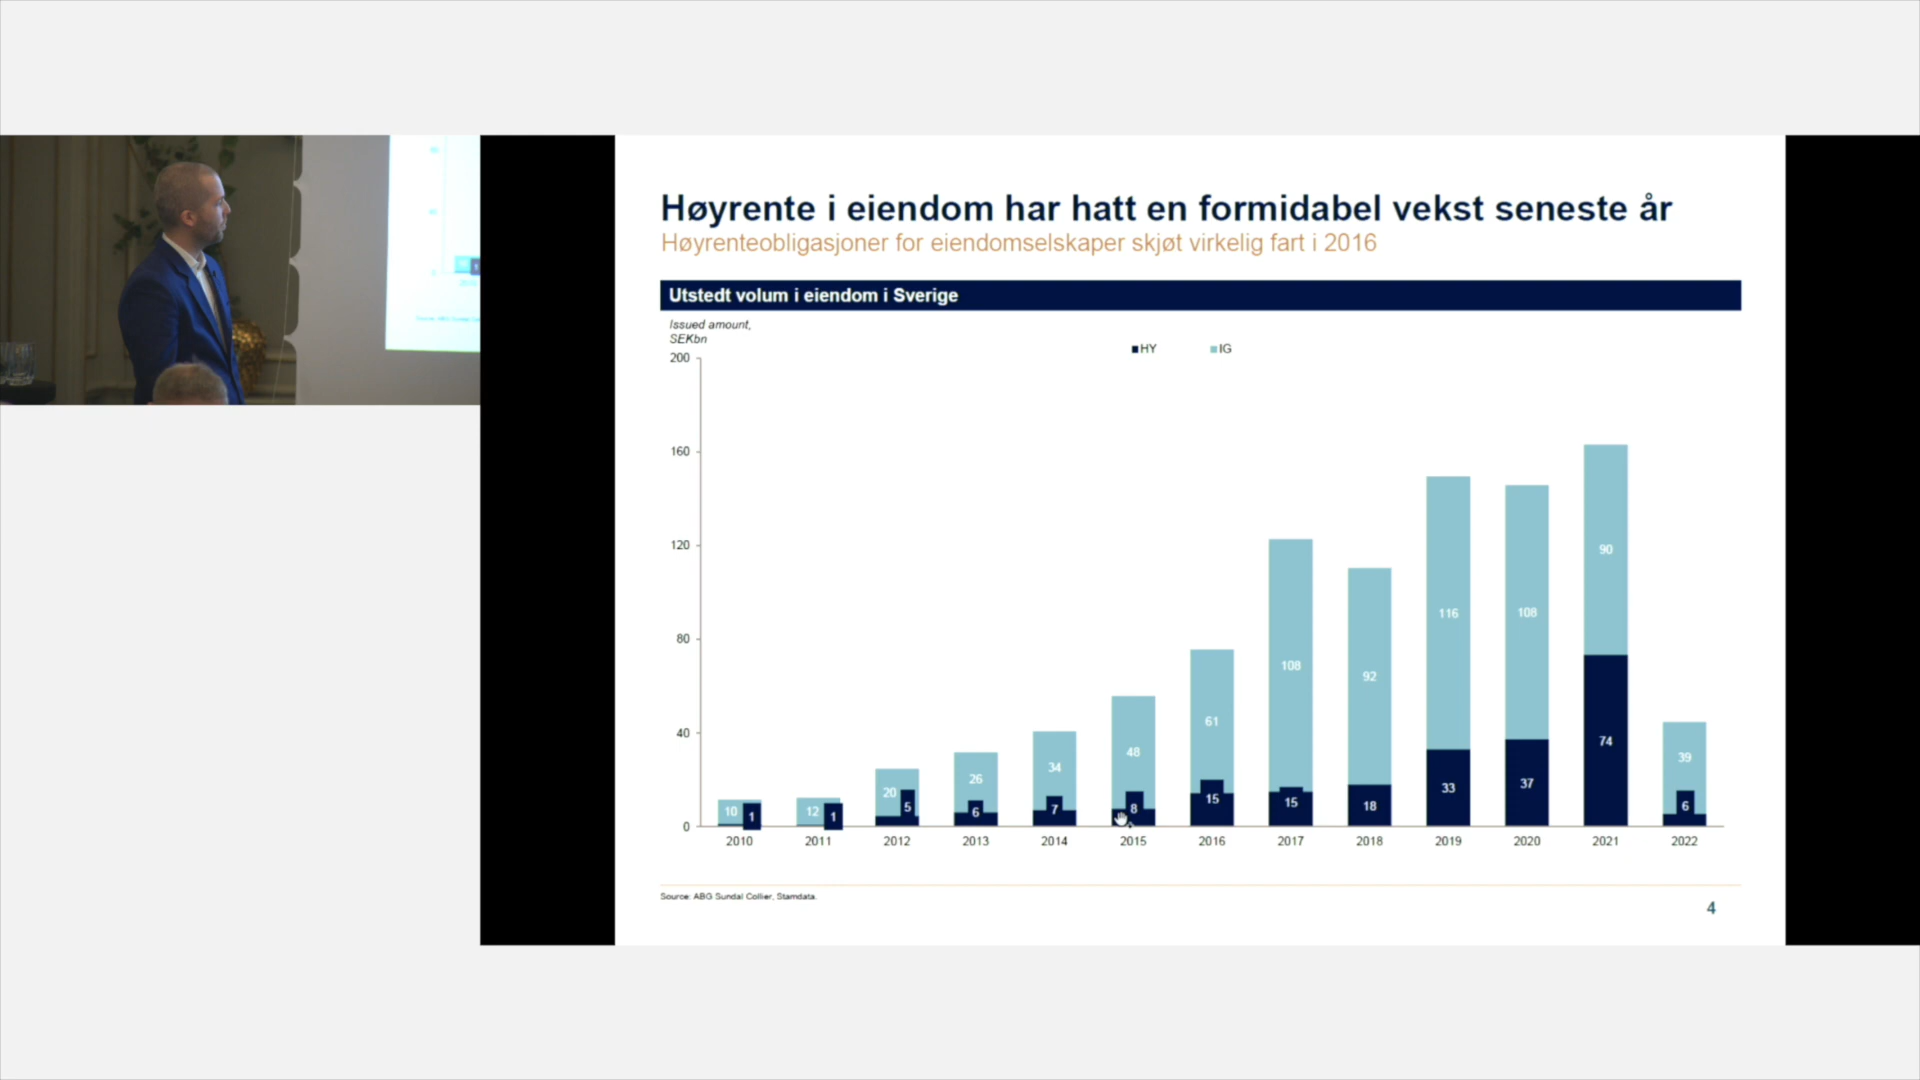 Høyrente i eiendom har hatt en formidabel vekst seneste år
Høyrenteobligasjoner for eiendomselskaper skjøt virkelig fart i 2016
Utstedt volum i eiendom i Sverige
Issued amount,
SEKbn
HY IG
200
160
120
80
40
0
10 12 20 26 34 48 61 108 92 116 108 90 39
1 1 5 6 7 8 15 15 18 33 37 74 6
2010 2011 2012 2013 2014 2015 2016 2017 2018 2019 2020 2021 2022
Source: ABG Sundal Collier, Stamdata.
4